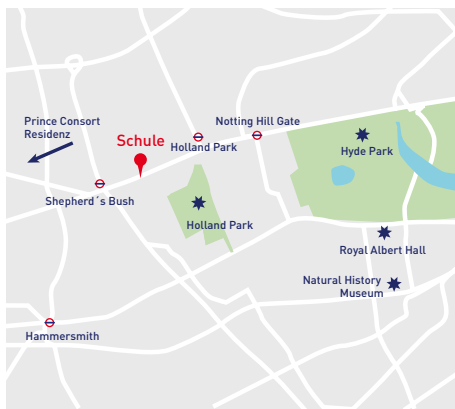 Notting Hill Gate
Prince Consort
Residenz
Schule
Holland Park
Hyde Park
Shepherd´s Bush
Holland Park
Royal Albert Hall
Natural History
Museum
Hammersmith